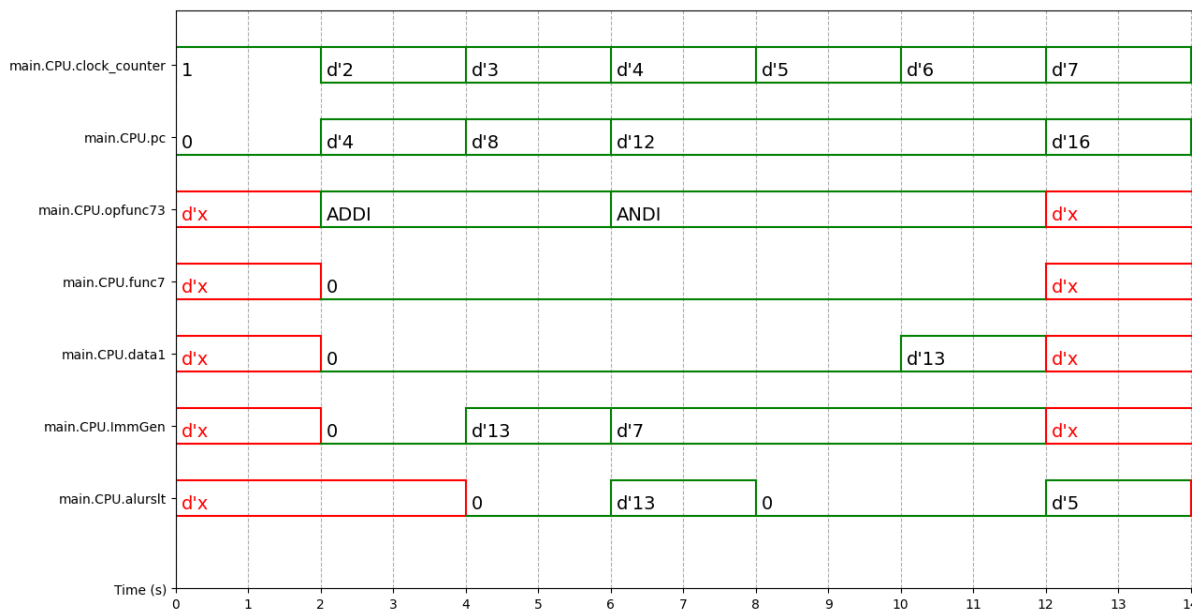 main.CPU.clock_counter 1 d'2 d'3 d'4 d'5 d'6 d'7
main.CPU.pc 0 d'4 d'8 d'12 d'16
main.CPU.opfunc73 d'x ADDI ANDI d'x
main.CPU.func7 d'x 0 d'x
main.CPU.data1 d'x 0 d'13 d'x
main.CPU.ImmGen d'x 0 d'13 d'7 d'x
main.CPU.alurslt d'x 0 d'13 0 d'5
Time (s)
0 1 2 3 4 5 6 7 8 9 10 11 12 13 14